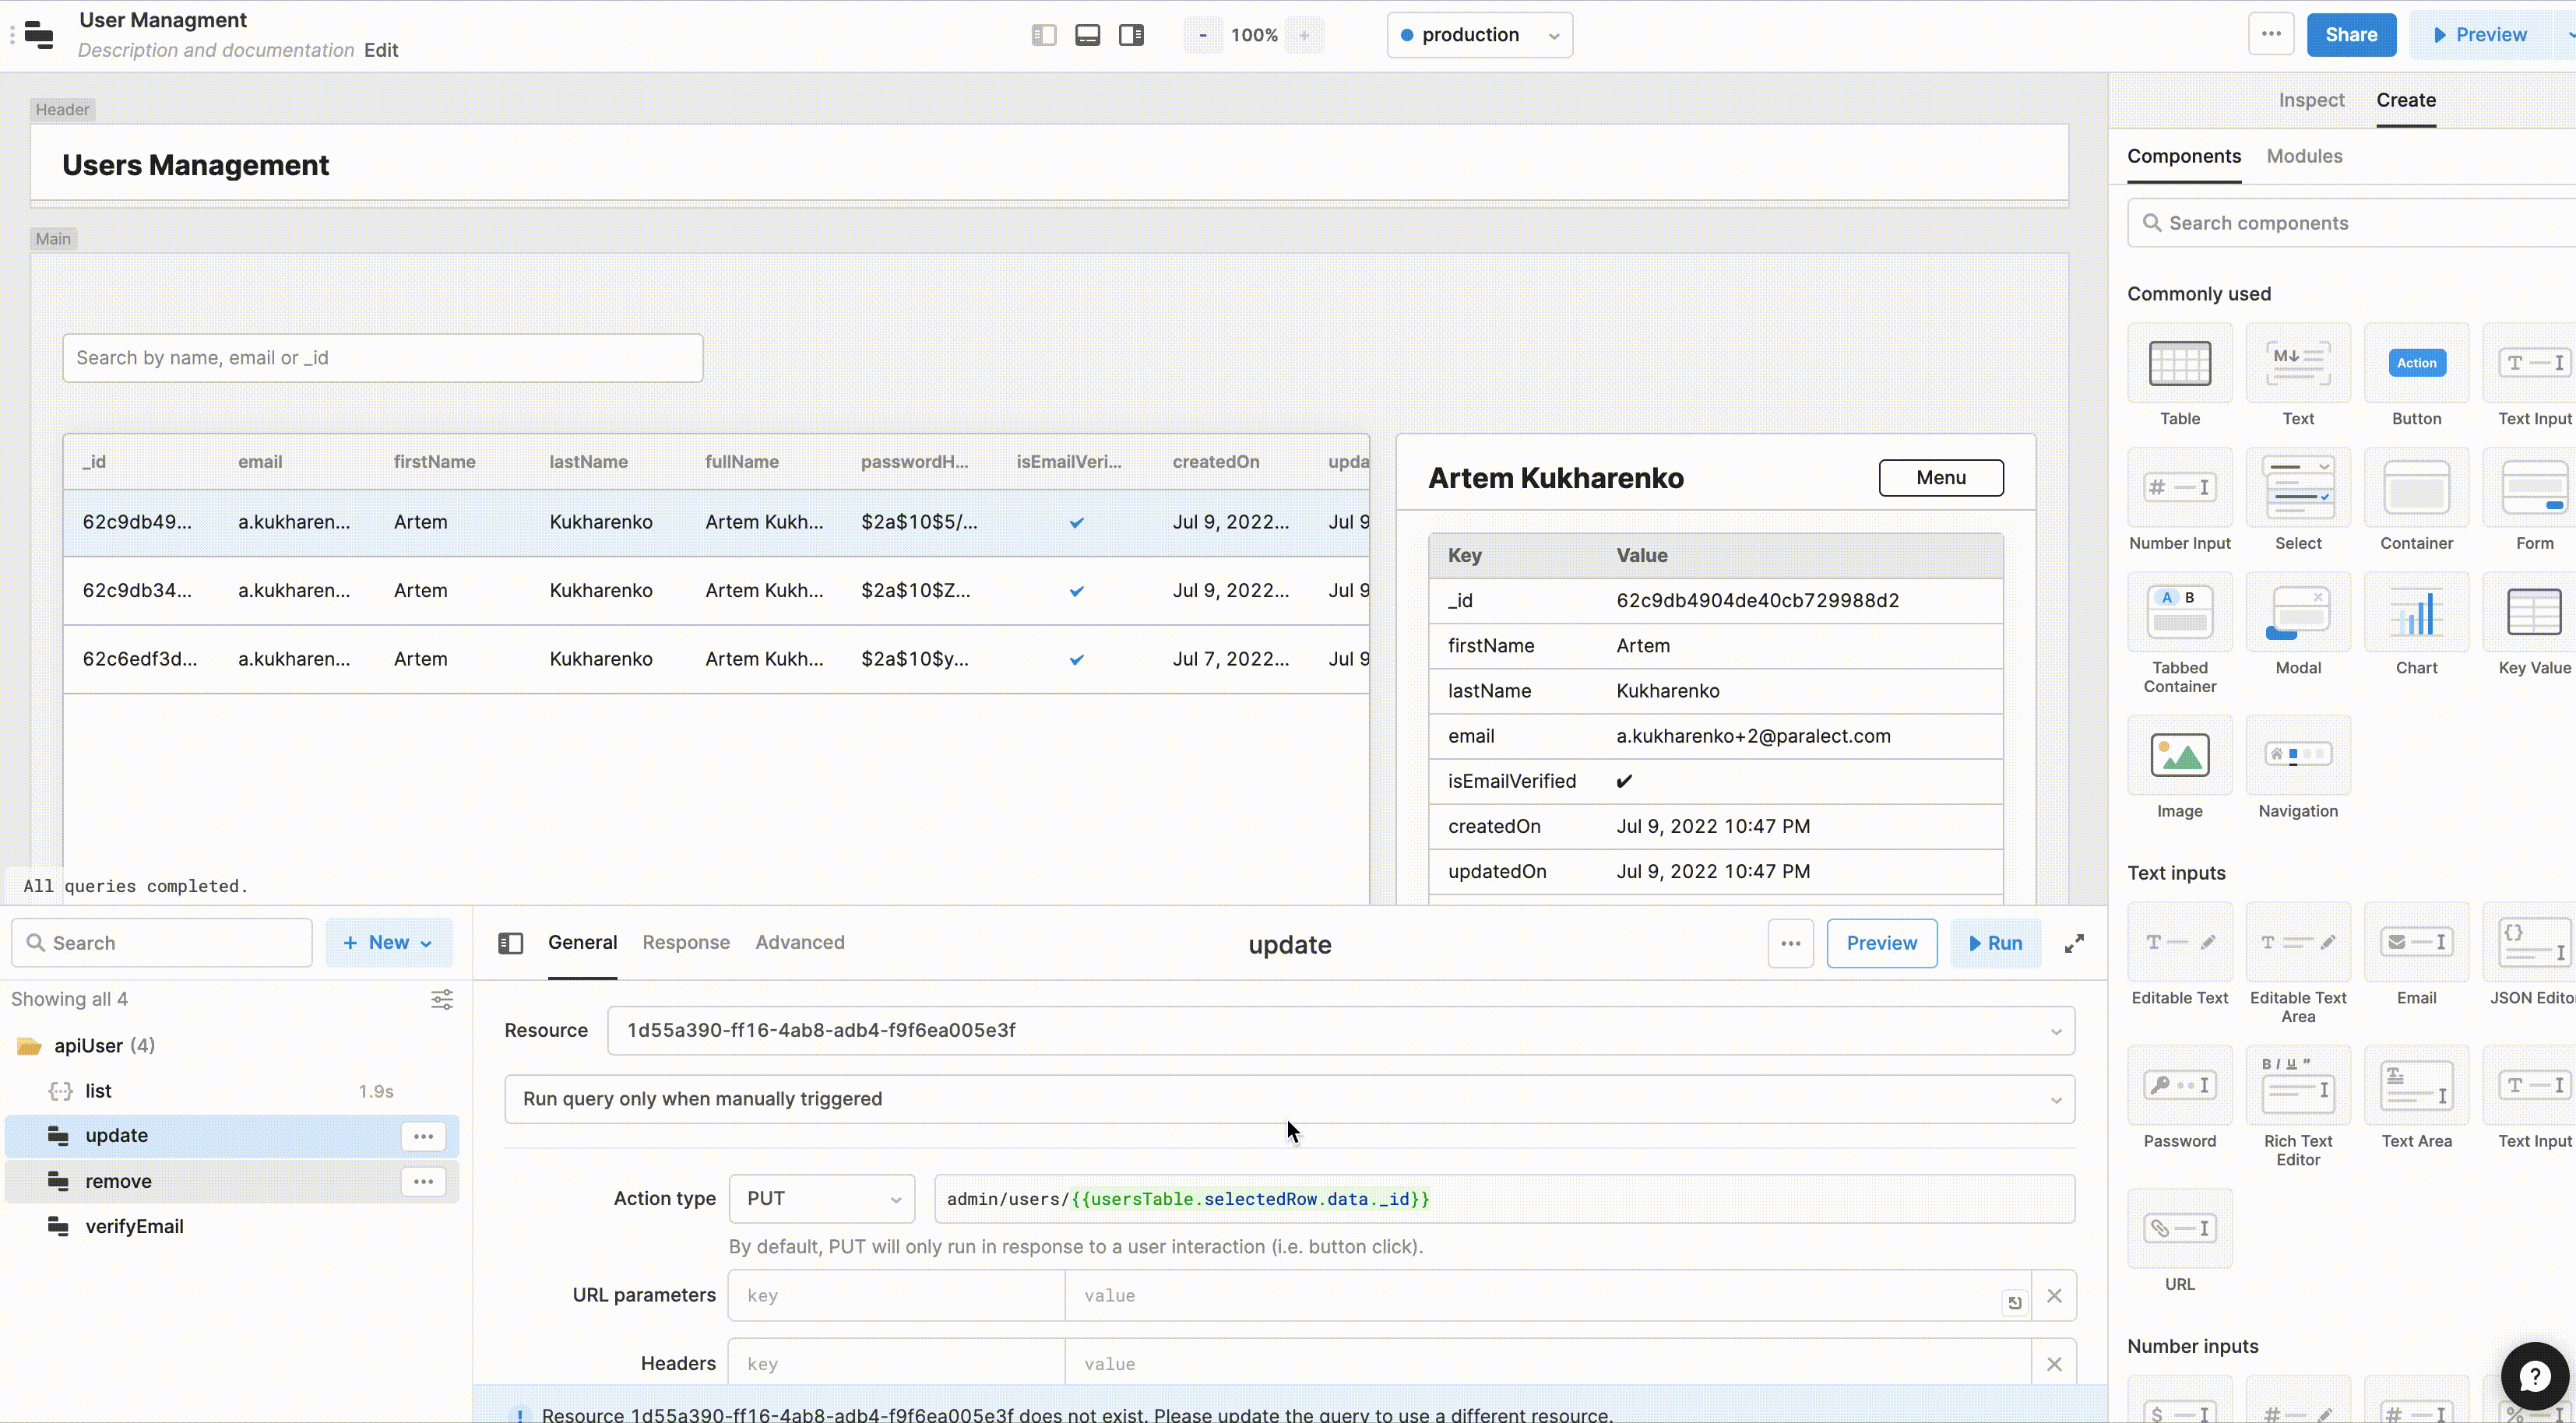 User Managment
Description and documentation Edit
- 100% +
production
Share
Preview
Header
Users Management
Main
Search by name, email or _id
_id email firstName lastName fullName passwordH... isEmailVeri... createdOn upda
62c9db49... a.kukharen... Artem Kukharenko Artem Kukh... $2a$10$5/... Jul 9, 2022... Jul 9
62c9db34... a.kukharen... Artem Kukharenko Artem Kukh... $2a$10$Z... Jul 9, 2022... Jul 9
62c6edf3d... a.kukharen... Artem Kukharenko Artem Kukh... $2a$10$y... Jul 7, 2022... Jul 9
Artem Kukharenko Menu
Key Value
_id 62c9db4904de40cb729988d2
firstName Artem
lastName Kukharenko
email a.kukharenko+2@paralect.com
isEmailVerified ✔
createdOn Jul 9, 2022 10:47 PM
updatedOn Jul 9, 2022 10:47 PM
All queries completed.
Search
+ New
Showing all 4
apiUser (4)
list 1.9s
update
remove
verifyEmail
General Response Advanced
update
Preview
Run
Resource 1d55a390-ff16-4ab8-adb4-f9f6ea005e3f
Run query only when manually triggered
Action type PUT admin/users/{{usersTable.selectedRow.data._id}}
By default, PUT will only run in response to a user interaction (i.e. button click).
URL parameters key value
Headers key value
Resource 1d55a390-ff16-4ab8-adb4-f9f6ea005e3f does not exist. Please update the query to use a different resource.
Inspect Create
Components Modules
Search components
Commonly used
Action
Table Text Button Text Input
Number Input Select Container Form
A B
Tabbed Container Modal Chart Key Value
Image Navigation
Text inputs
Editable Text Editable Text Area Email JSON Edito
B I U "
Password Rich Text Editor Text Area Text Input
URL
Number inputs